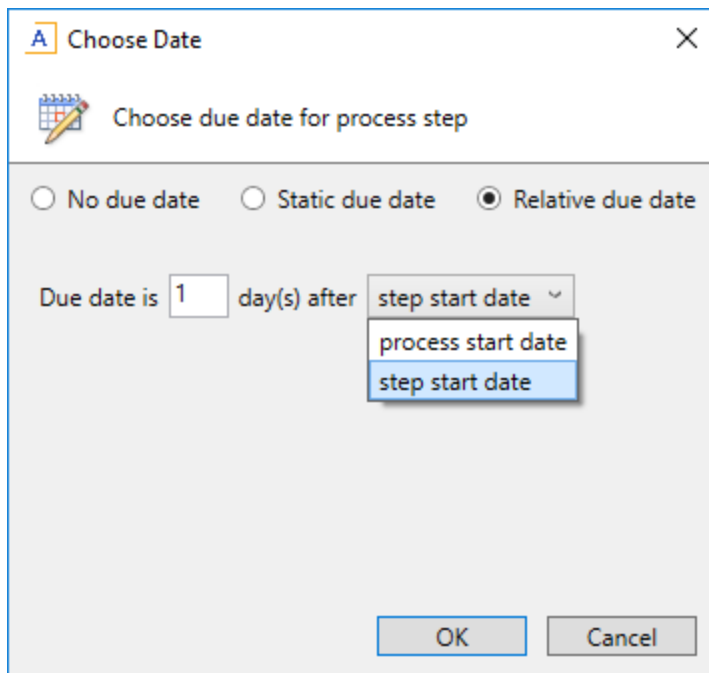 A Choose Date
Choose due date for process step
No due date Static due date Relative due date
Due date is 1 day(s) after step start date
process start date
step start date
OK Cancel